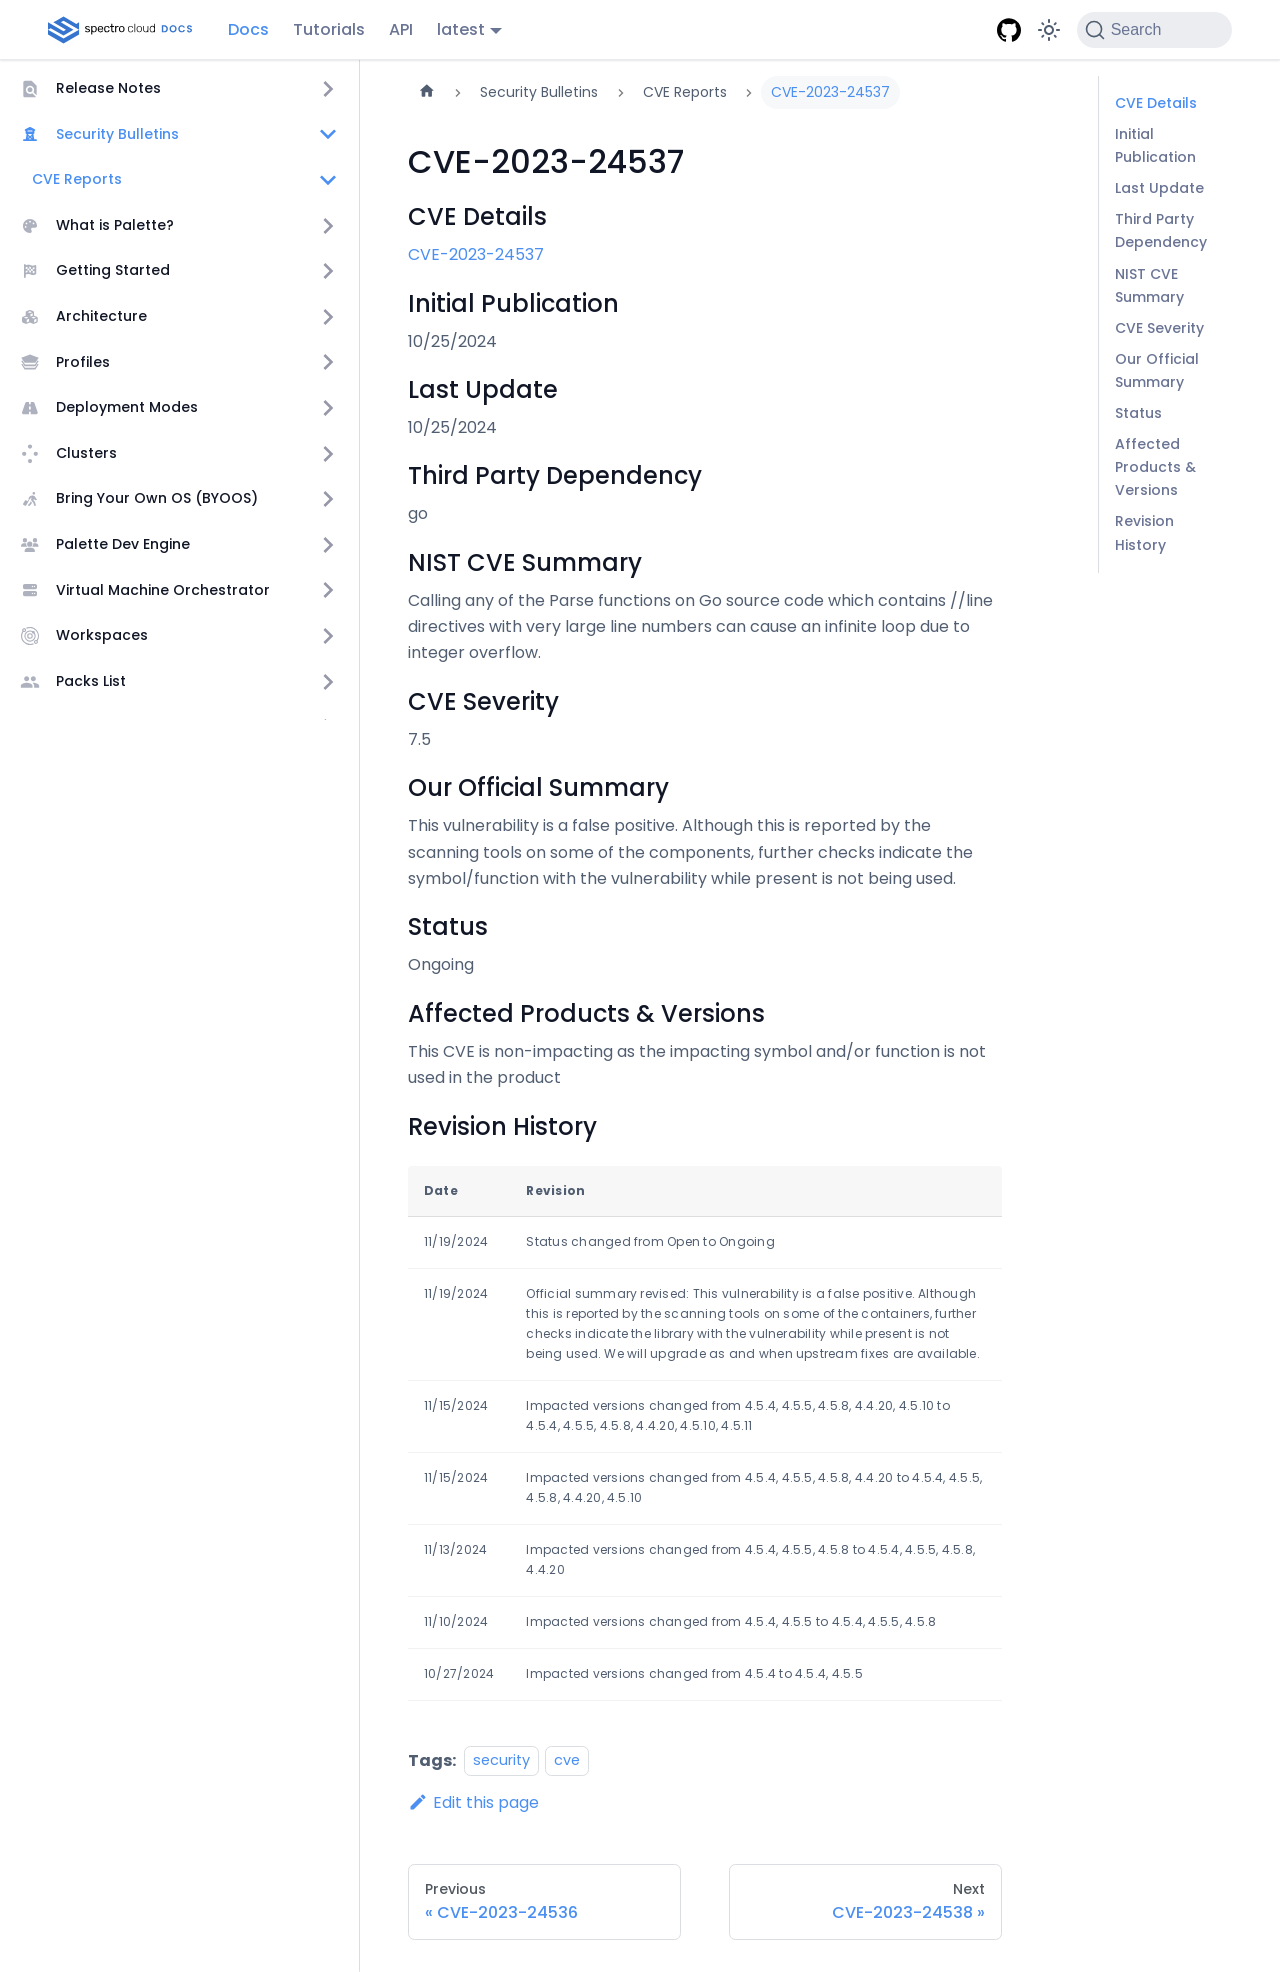 spectro cloud DOCS Docs Tutorials API latest Search
Release Notes
Security Bulletins
CVE Reports
What is Palette?
Getting Started
Architecture
Profiles
Deployment Modes
Clusters
Bring Your Own OS (BYOOS)
Palette Dev Engine
Virtual Machine Orchestrator
Workspaces
Packs List
Security Bulletins CVE Reports CVE-2023-24537
CVE-2023-24537
CVE Details
CVE-2023-24537
Initial Publication
10/25/2024
Last Update
10/25/2024
Third Party Dependency
go
NIST CVE Summary
Calling any of the Parse functions on Go source code which contains //line
directives with very large line numbers can cause an infinite loop due to
integer overflow.
CVE Severity
7.5
Our Official Summary
This vulnerability is a false positive. Although this is reported by the
scanning tools on some of the components, further checks indicate the
symbol/function with the vulnerability while present is not being used.
Status
Ongoing
Affected Products & Versions
This CVE is non-impacting as the impacting symbol and/or function is not
used in the product
Revision History
Date Revision
11/19/2024 Status changed from Open to Ongoing
11/19/2024 Official summary revised: This vulnerability is a false positive. Although
this is reported by the scanning tools on some of the containers, further
checks indicate the library with the vulnerability while present is not
being used. We will upgrade as and when upstream fixes are available.
11/15/2024 Impacted versions changed from 4.5.4, 4.5.5, 4.5.8, 4.4.20, 4.5.10 to
4.5.4, 4.5.5, 4.5.8, 4.4.20, 4.5.10, 4.5.11
11/15/2024 Impacted versions changed from 4.5.4, 4.5.5, 4.5.8, 4.4.20 to 4.5.4, 4.5.5,
4.5.8, 4.4.20, 4.5.10
11/13/2024 Impacted versions changed from 4.5.4, 4.5.5, 4.5.8 to 4.5.4, 4.5.5, 4.5.8,
4.4.20
11/10/2024 Impacted versions changed from 4.5.4, 4.5.5 to 4.5.4, 4.5.5, 4.5.8
10/27/2024 Impacted versions changed from 4.5.4 to 4.5.4, 4.5.5
Tags: security cve
Edit this page
Previous
« CVE-2023-24536
Next
CVE-2023-24538 »
CVE Details
Initial
Publication
Last Update
Third Party
Dependency
NIST CVE
Summary
CVE Severity
Our Official
Summary
Status
Affected
Products &
Versions
Revision
History